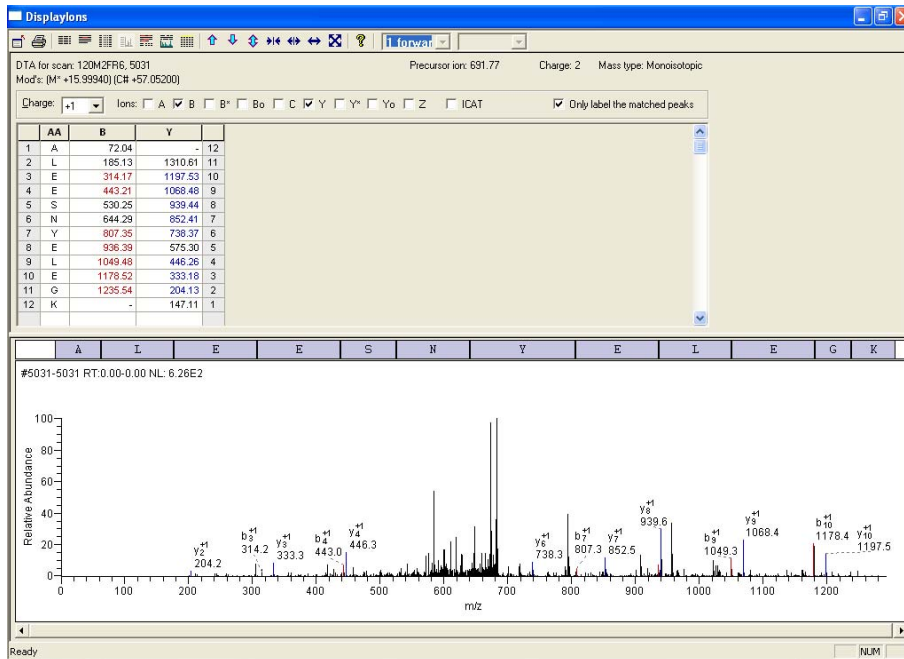 DisplayIons
1 forwar
DTA for scan: 120M2FR6, 5031 Precursor ion: 691.77 Charge: 2 Mass type: Monoisotopic
Mod's: (M* +15.99940) (C# +57.05200)
Charge: +1 Ions: A B B* Bo C Y Y* Yo Z ICAT Only label the matched peaks
AA B Y
1 A 72.04 - 12
2 L 185.13 1310.61 11
3 E 314.17 1197.53 10
4 E 443.21 1068.48 9
5 S 530.25 939.44 8
6 N 644.29 852.41 7
7 Y 807.35 738.37 6
8 E 936.39 575.30 5
9 L 1049.48 446.26 4
10 E 1178.52 333.18 3
11 G 1235.54 204.13 2
12 K - 147.11 1
A L E E S N Y E L E G K
#5031-5031 RT:0.00-0.00 NL: 6.26E2
Relative Abundance
100
80
60
40
20
0
y2+1 204.2
b3+1 314.2
y3+1 333.3
b4+1 443.0
y4+1 446.3
y6+1 738.3
b7+1 807.3
y7+1 852.5
y8+1 939.6
b9+1 1049.3
y9+1 1068.4
b10+1 1178.4
y10+1 1197.5
0 100 200 300 400 500 600 700 800 900 1000 1100 1200
m/z
Ready NUM